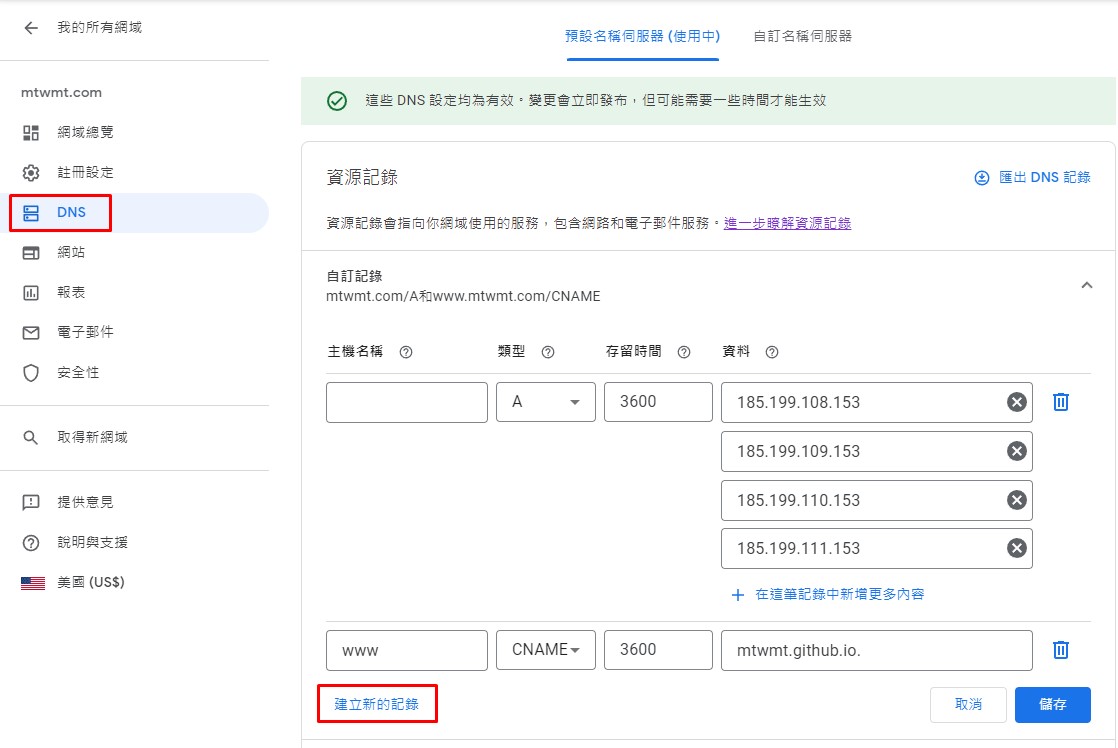 我的所有網域
mtwmt.com
網域總覽
註冊設定
DNS
網站
報表
電子郵件
安全性
取得新網域
提供意見
說明與支援
美國 (US$)
預設名稱伺服器 (使用中) 自訂名稱伺服器
這些 DNS 設定均為有效。變更會立即發布,但可能需要一些時間才能生效
資源記錄 匯出 DNS 記錄
資源記錄會指向你網域使用的服務,包含網路和電子郵件服務。進一步瞭解資源記錄
自訂記錄
mtwmt.com/A和www.mtwmt.com/CNAME
主機名稱 類型 存留時間 資料
A 3600 185.199.108.153
185.199.109.153
185.199.110.153
185.199.111.153
在這筆記錄中新增更多內容
www CNAME 3600 mtwmt.github.io.
建立新的記錄 取消 儲存